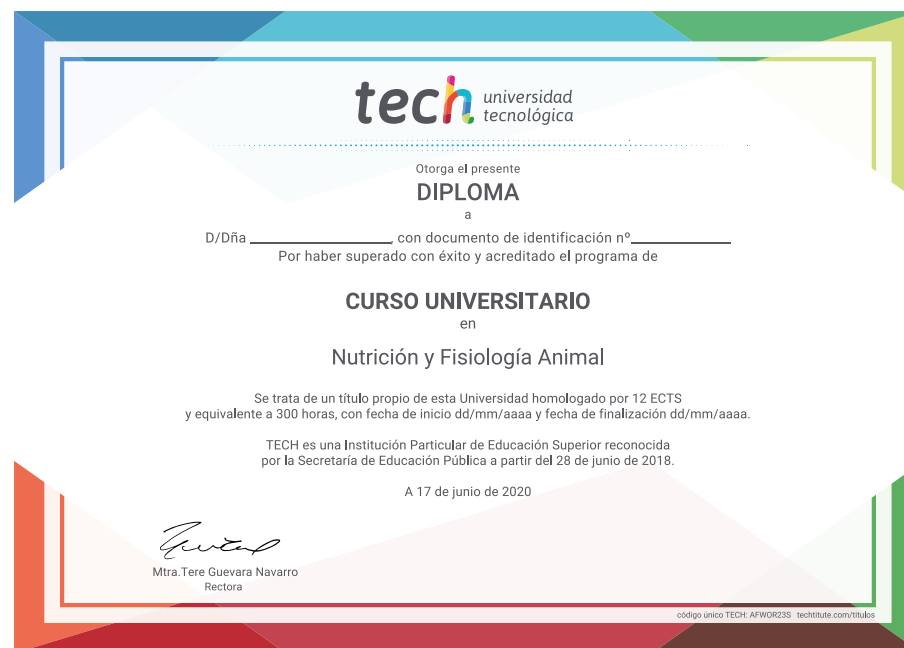 tech universidad
tecnológica
Otorga el presente
DIPLOMA
a
D/Dña ________________, con documento de identificación nº____________
Por haber superado con éxito y acreditado el programa de
CURSO UNIVERSITARIO
en
Nutrición y Fisiología Animal
Se trata de un título propio de esta Universidad homologado por 12 ECTS
y equivalente a 300 horas, con fecha de inicio dd/mm/aaaa y fecha de finalización dd/mm/aaaa.
TECH es una Institución Particular de Educación Superior reconocida
por la Secretaría de Educación Pública a partir del 28 de junio de 2018.
A 17 de junio de 2020
Mtra.Tere Guevara Navarro
Rectora
código único TECH: AFWOR23S techtitute.com/titulos